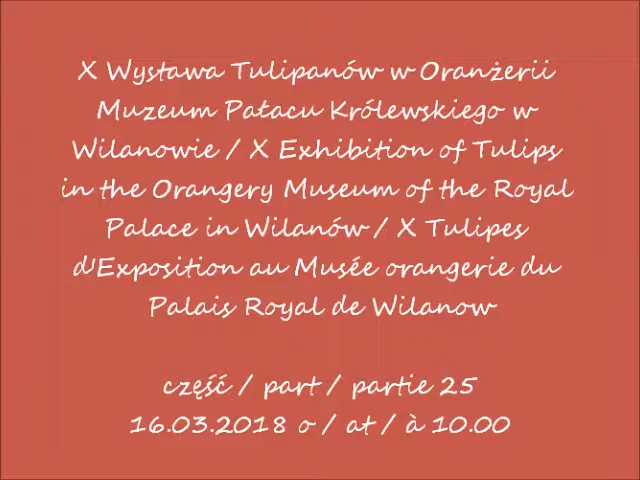 X Wystawa Tulipanów w Oranżerii
Muzeum Pałacu Królewskiego w
Wilanowie / X Exhibition of Tulips
in the Orangery Museum of the Royal
Palace in Wilanów / X Tulipes
d'Exposition au Musée orangerie du
Palais Royal de Wilanow
część / part / partie 25
16.03.2018 o / at / à 10.00